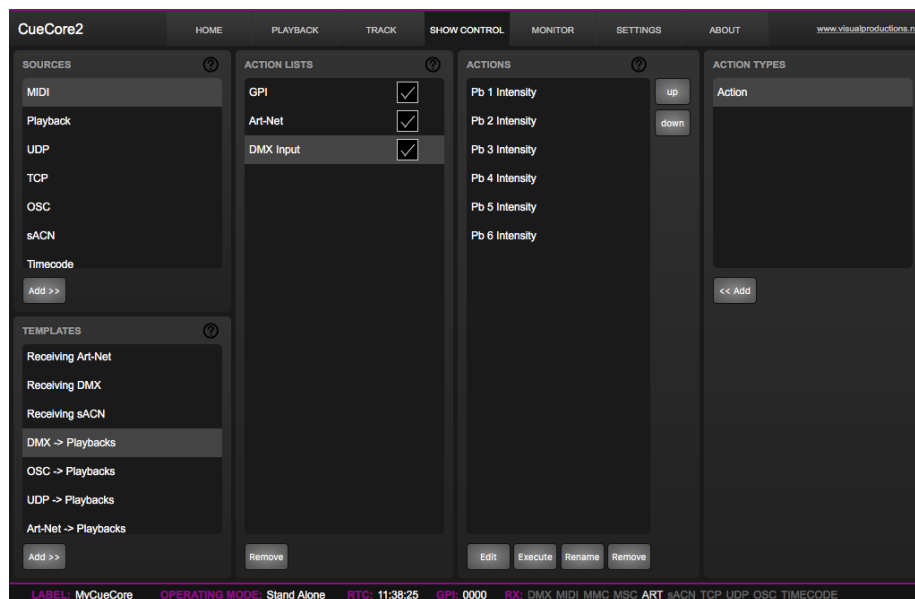 CueCore2
HOME
PLAYBACK
TRACK
SHOW CONTROL
MONITOR
SETTINGS
ABOUT
www.visualproductions.n
SOURCES
?
MIDI
Playback
UDP
TCP
OSC
sACN
Timecode
Add >>
TEMPLATES
?
Receiving Art-Net
Receiving DMX
Receiving sACN
DMX -> Playbacks
OSC -> Playbacks
UDP -> Playbacks
Art-Net -> Playbacks
Add >>
ACTION LISTS
?
GPI
Art-Net
DMX Input
Remove
ACTIONS
?
Pb 1 Intensity
Pb 2 Intensity
Pb 3 Intensity
Pb 4 Intensity
Pb 5 Intensity
Pb 6 Intensity
up
down
Edit
Execute
Rename
Remove
ACTION TYPES
Action
<< Add
LABEL: MyCueCore OPERATING MODE: Stand Alone RTC: 11:38:25 GPI: 0000 RX: DMX MIDI MMC MSC ART sACN TCP UDP OSC TIMECODE